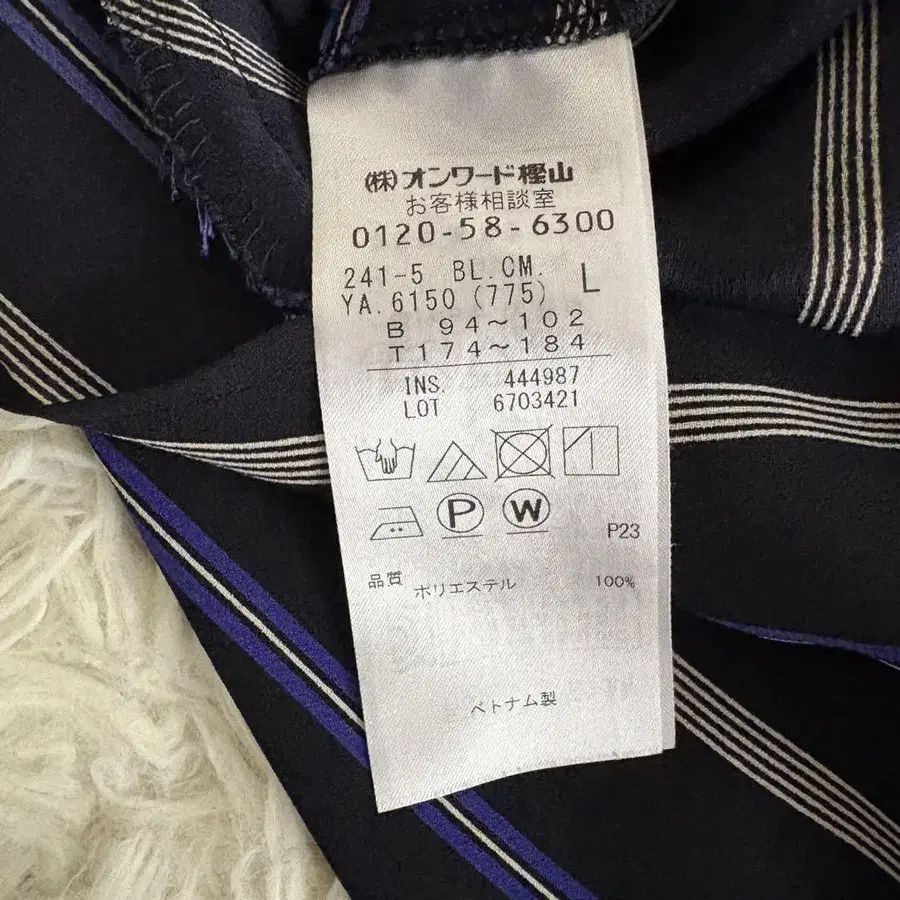 (株)オンワード樫山
お客様相談室
0120-58-6300
241-5 BL.CM. L
YA.6150(775)
B 94～102
T174～184
INS. 444987
LOT 6703421
P W
P23
品質 ポリエステル 100%
ベトナム製